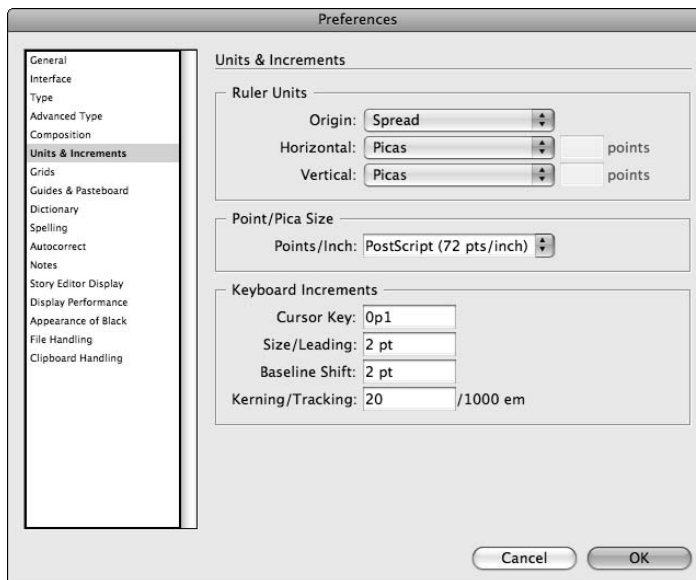 Preferences
General
Interface
Type
Advanced Type
Composition
Units & Increments
Grids
Guides & Pasteboard
Dictionary
Spelling
Autocorrect
Notes
Story Editor Display
Display Performance
Appearance of Black
File Handling
Clipboard Handling
Units & Increments
Ruler Units
Origin: Spread
Horizontal: Picas points
Vertical: Picas points
Point/Pica Size
Points/Inch: PostScript (72 pts/inch)
Keyboard Increments
Cursor Key: 0p1
Size/Leading: 2 pt
Baseline Shift: 2 pt
Kerning/Tracking: 20 /1000 em
Cancel OK